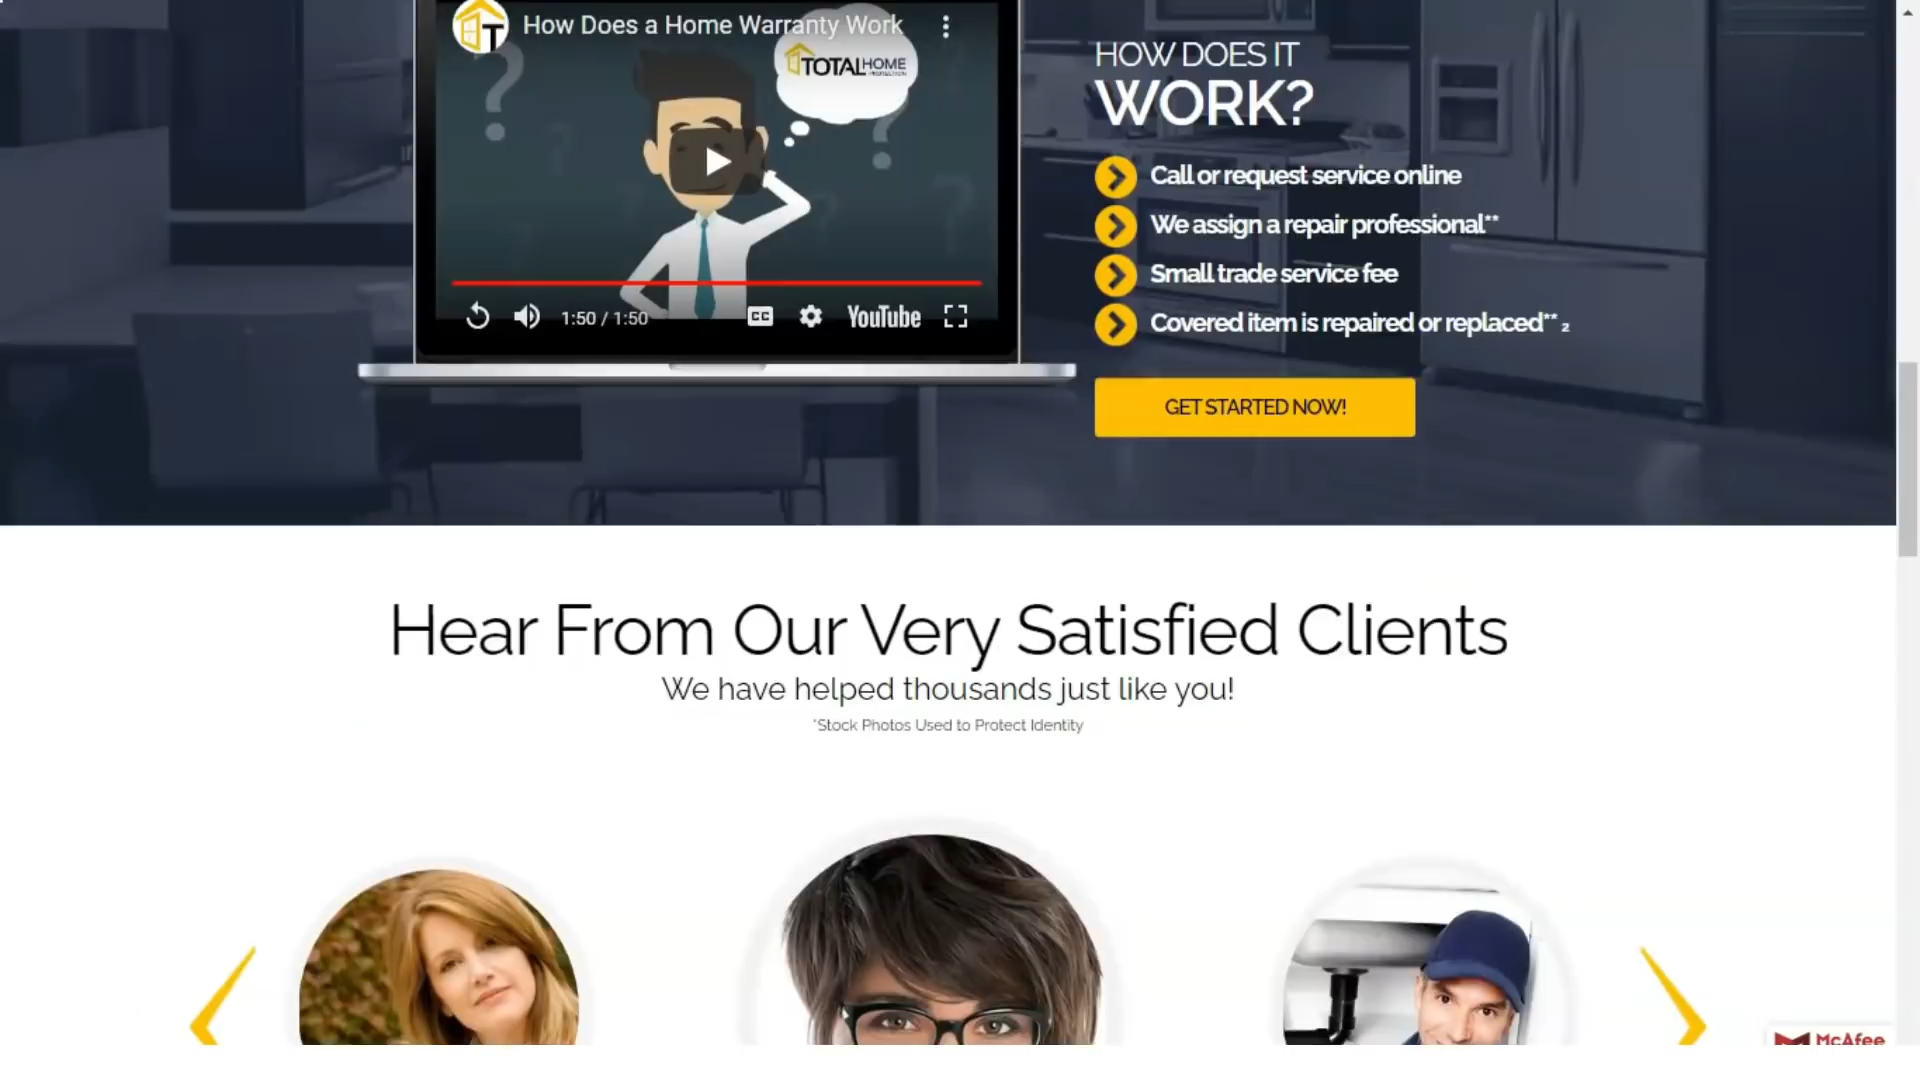 How Does a Home Warranty Work
TOTALHOME
PROTECTION
HOW DOES IT
WORK?
Call or request service online
We assign a repair professional**
Small trade service fee
Covered item is repaired or replaced** ₂
1:50 / 1:50
CC
YouTube
GET STARTED NOW!
Hear From Our Very Satisfied Clients
We have helped thousands just like you!
*Stock Photos Used to Protect Identity
McAfee